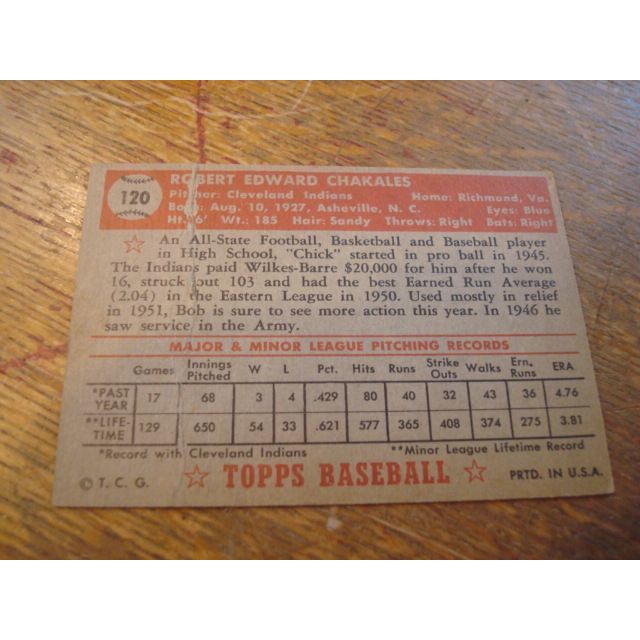 120
ROBERT EDWARD CHAKALES
Pitcher: Cleveland Indians Home: Richmond, Va.
Born: Aug. 10, 1927, Asheville, N. C. Eyes: Blue
Ht.: 6' Wt.: 185 Hair: Sandy Throws: Right Bats: Right
An All-State Football, Basketball and Baseball player
in High School, "Chick" started in pro ball in 1945.
The Indians paid Wilkes-Barre $20,000 for him after he won
16, struck out 103 and had the best Earned Run Average
(2.04) in the Eastern League in 1950. Used mostly in relief
in 1951, Bob is sure to see more action this year. In 1946 he
saw service in the Army.
MAJOR & MINOR LEAGUE PITCHING RECORDS
Games Innings Pitched W L Pct. Hits Runs Strike Outs Walks Ern. Runs ERA
*PAST YEAR 17 68 3 4 .429 80 40 32 43 36 4.76
**LIFE-TIME 129 650 54 33 .621 577 365 408 374 275 3.81
*Record with Cleveland Indians **Minor League Lifetime Record
© T. C. G. TOPPS BASEBALL PRTD. IN U.S.A.